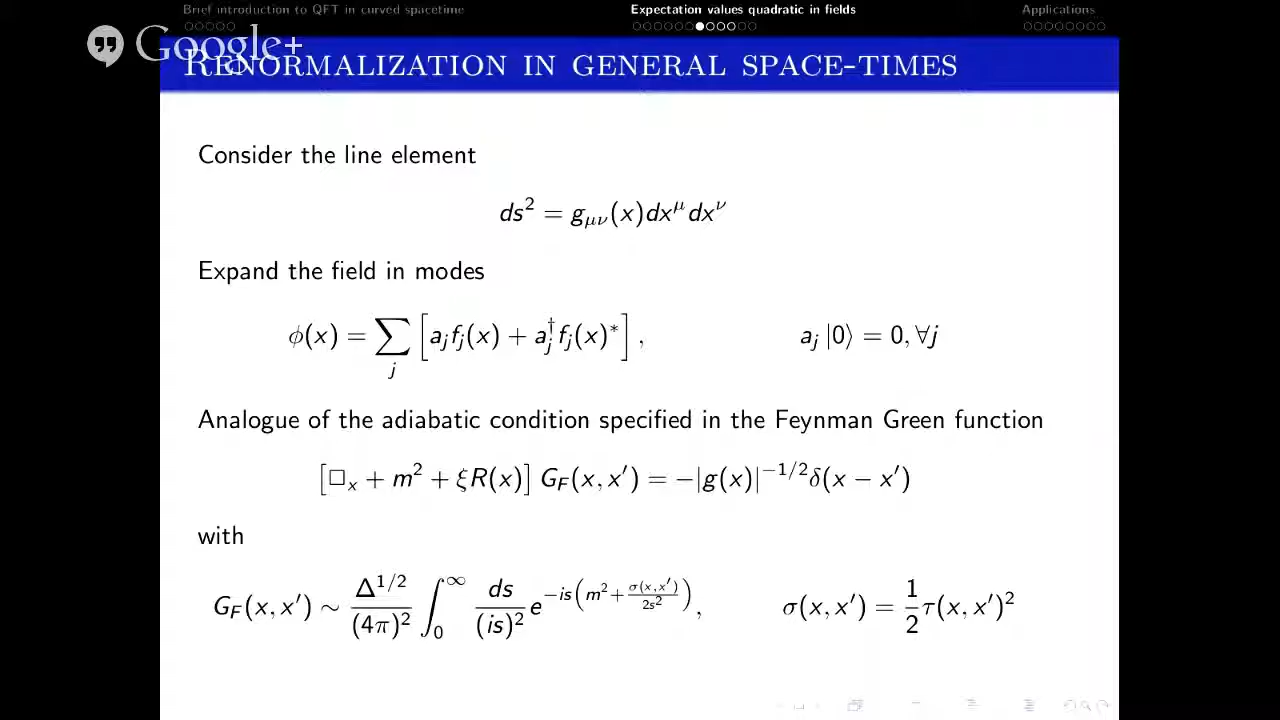 Brief introduction to QFT in curved spacetime Expectation values quadratic in fields Applications
Google+
Renormalization in general space-times
Consider the line element
ds² = g_μν(x)dx^μ dx^ν
Expand the field in modes
ϕ(x) = ∑_j [a_j f_j(x) + a_j^† f_j(x)*] , a_j |0⟩ = 0, ∀j
Analogue of the adiabatic condition specified in the Feynman Green function
[□_x + m² + ξR(x)] G_F(x, x′) = −|g(x)|^{−1/2} δ(x − x′)
with
G_F(x, x′) ∼ Δ^{1/2}/(4π)² ∫_0^∞ ds/(is)² e^{−is(m² + σ(x,x′)/2s²)} , σ(x, x′) = 1/2 τ(x, x′)²